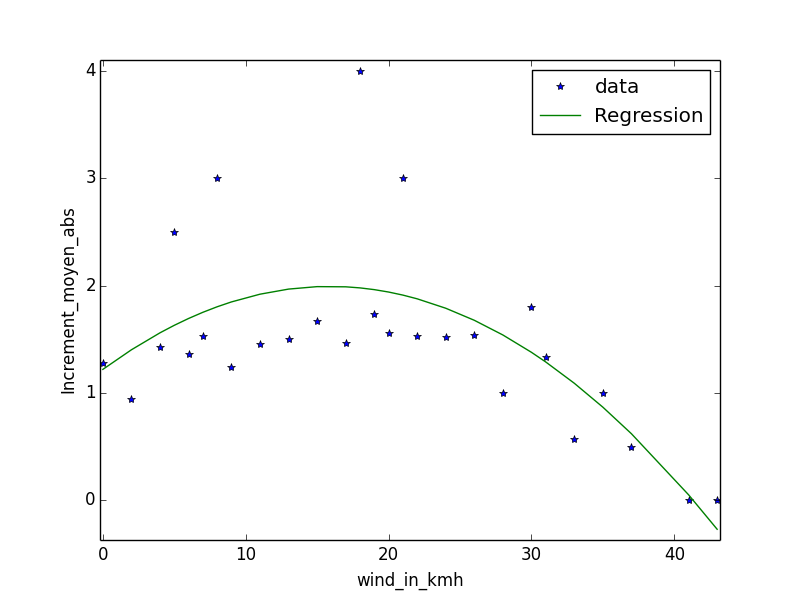 data
Regression
4
3
2
1
0
Increment_moyen_abs
0 10 20 30 40
wind_in_kmh